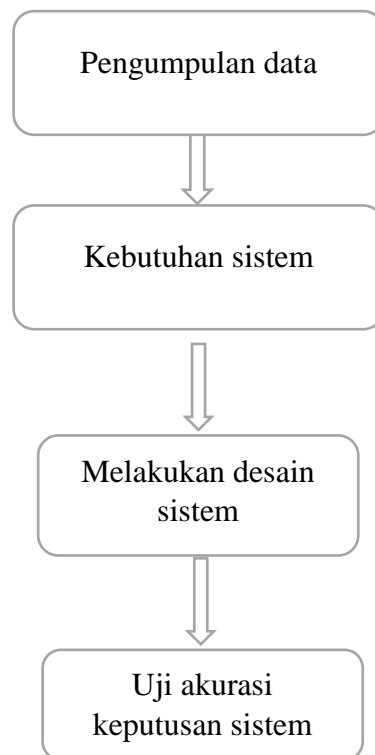 Pengumpulan data
Kebutuhan sistem
Melakukan desain
sistem
Uji akurasi
keputusan sistem